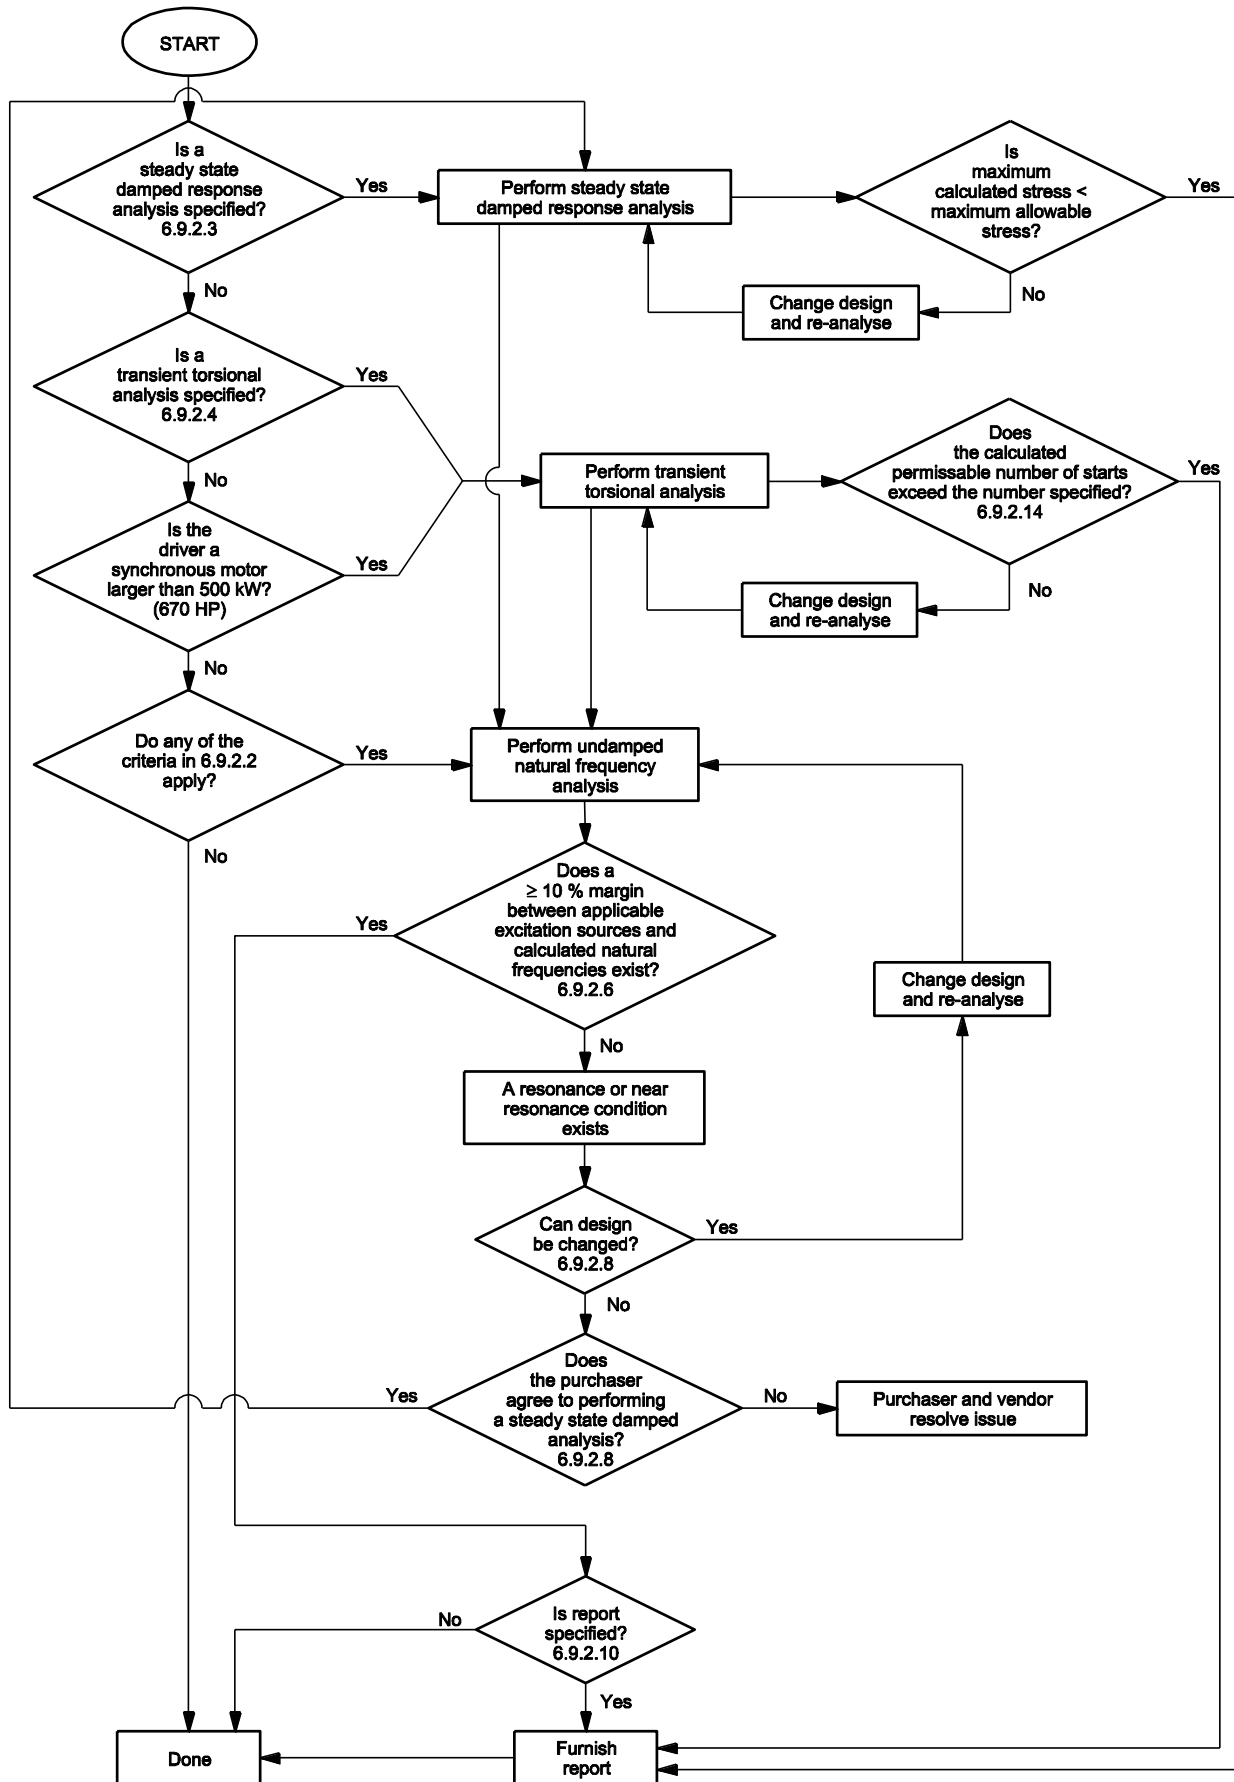 START
Is a
steady state
damped response
analysis specified?
6.9.2.3
Yes
No
Perform steady state
damped response analysis
Is
maximum
calculated stress <
maximum allowable
stress?
Yes
No
Change design
and re-analyse
Is a
transient torsional
analysis specified?
6.9.2.4
Yes
No
Perform transient
torsional analysis
Does
the calculated
permissable number of starts
exceed the number specified?
6.9.2.14
Yes
No
Change design
and re-analyse
Is the
driver a
synchronous motor
larger than 500 kW?
(670 HP)
Yes
No
Do any of the
criteria in 6.9.2.2
apply?
Yes
No
Perform undamped
natural frequency
analysis
Does a
≥ 10 % margin
between applicable
excitation sources and
calculated natural
frequencies exist?
6.9.2.6
Yes
No
Change design
and re-analyse
A resonance or near
resonance condition
exists
Can design
be changed?
6.9.2.8
Yes
No
Does
the purchaser
agree to performing
a steady state damped
analysis?
6.9.2.8
Yes
No
Purchaser and vendor
resolve issue
Is report
specified?
6.9.2.10
No
Yes
Done
Furnish
report